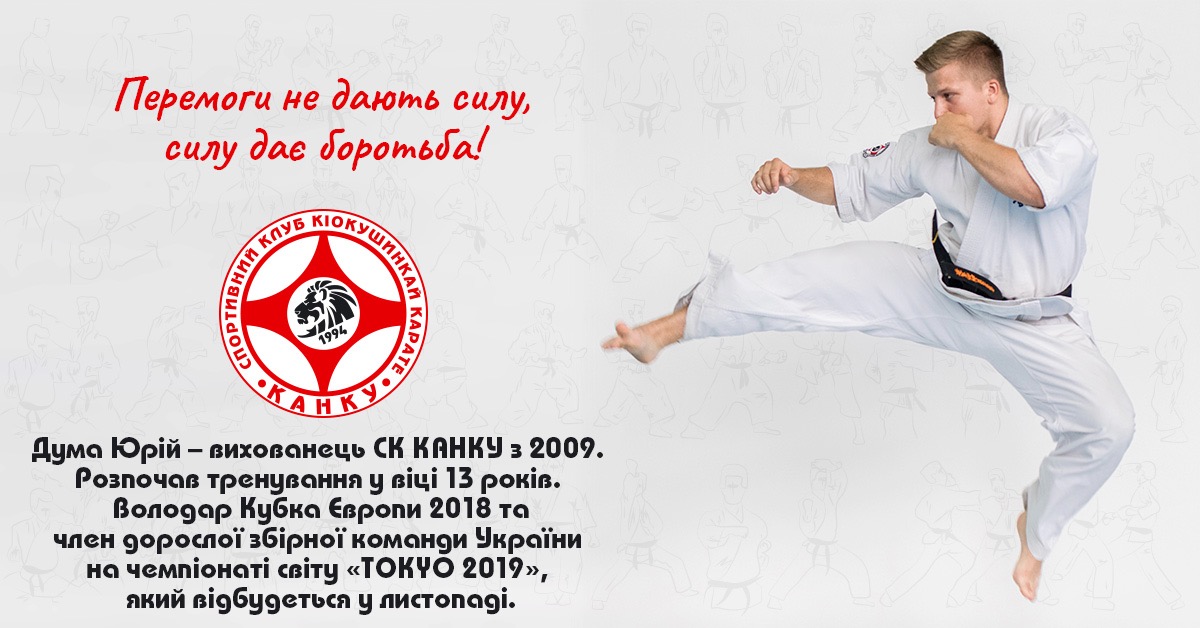 Перемоги не дають силу,
силу дає боротьба!
СПОРТИВНИЙ КЛУБ КІОКУШИНКАЙ КАРАТЕ
1994
• КАНКУ •
Дума Юрій – вихованець СК КАНКУ з 2009.
Розпочав тренування у віці 13 років.
Володар Кубка Європи 2018 та
член дорослої збірної команди України
на чемпіонаті світу «TOKYO 2019»,
який відбудеться у листопаді.